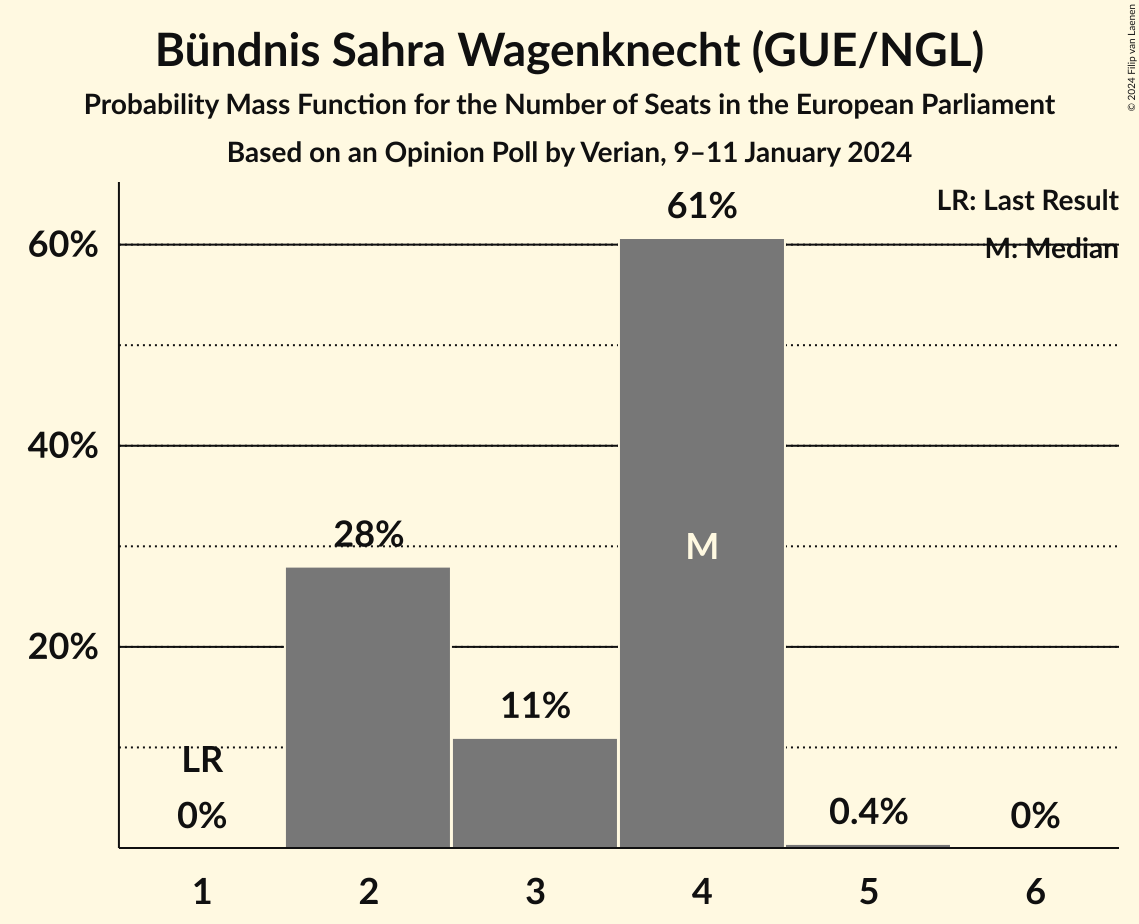 Bündnis Sahra Wagenknecht (GUE/NGL)
Probability Mass Function for the Number of Seats in the European Parliament
Based on an Opinion Poll by Verian, 9–11 January 2024
© 2024 Filip van Laenen
LR: Last Result
M: Median
61%
60%
40%
28%
M
20%
11%
LR
0%
0.4%
0%
1 2 3 4 5 6